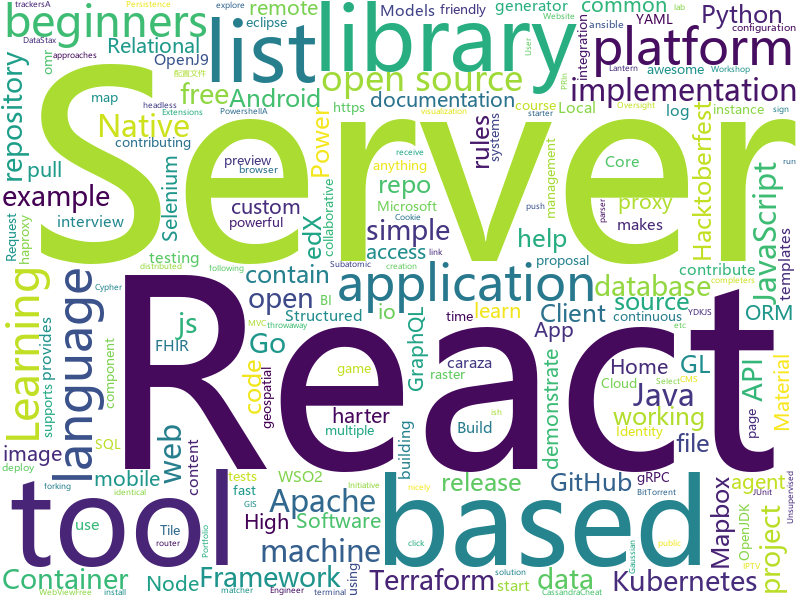 trackersA
Persistence
explore
remote
Models
friendly
generator
common
YAML
Python
lab
ansible
configuration
beginners
list
library
platform
DataStax
approaches
eclipse
Relational
OpenJ9
omr
配置文件
map
headless
PowershellA
Extensions
free
Android
open source
documentation
https
course
integration
Website
User
PRIn
awesome
Lantern
Workshop
Local
log
instance
sign
implementation
repository
Native
contributing
pull
Server
Power
rules
systems
starter
Oversight
Hacktoberfest
visualization
receive
anything
Core
management
parser
example
interview
Selenium
preview
browser
custom
powerful
edX
collaborative
repo
Microsoft
simple
Cookie
push
link
proxy
makes
proposal
JavaScript
templates
Request
haproxy
testing
distributed
following
access
Subatomic
creation
help
database
contribute
completers
Learning
supports
provides
language
Cypher
MVC
throwaway
contain
open
Structured
BI
application
io
time
learn
Client
App
source
continuous
YDKJS
etc
ORM
component
js
FHIR
Go
code
geospatial
game
multiple
React
GraphQL
raster
caraza
demonstrate
Home
Cloud
Identity
Java
working
Select
CMS
GL
API
Material
page
image
SQL
web
content
harter
building
Build
ish
file
deploy
mobile
tests
fast
GIS
WSO2
release
GitHub
gRPC
BitTorrent
Mapbox
agent
OpenJDK
JUnit
IPTV
Unsupervised
forking
use
tool
Tile
router
Portfolio
identical
Initiative
High
Apache
Software
machine
nicely
matcher
Engineer
click
using
terminal
based
Gaussian
public
project
Container
WebViewFree
install
Node
Framework
Terraform
start
solution
data
Kubernetes
run
CassandraCheat